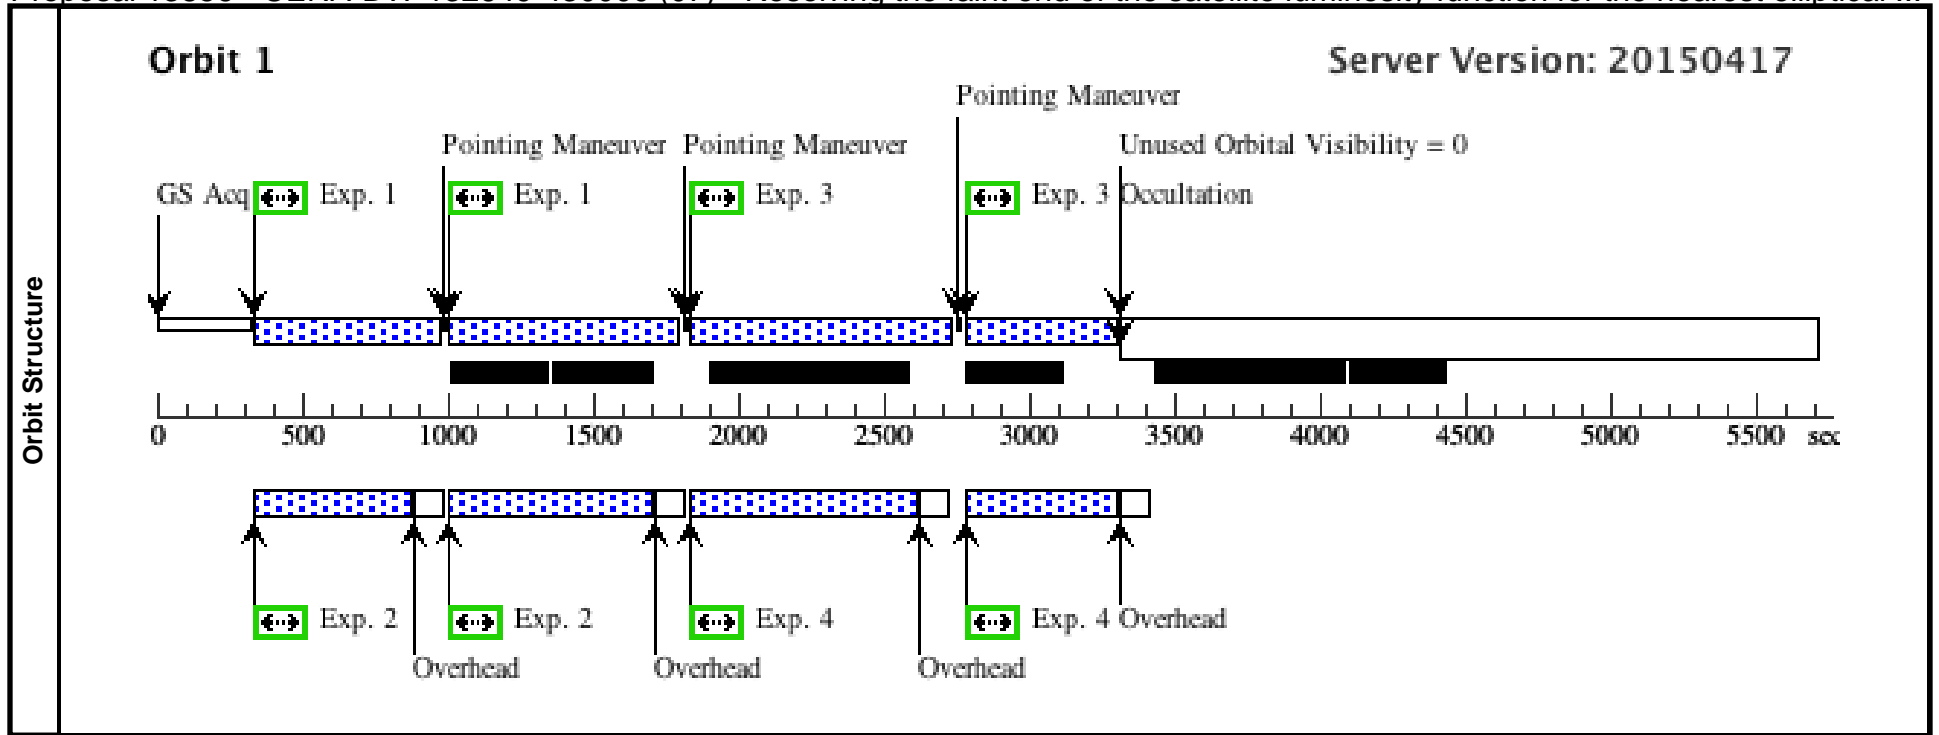 Orbit 1
Server Version: 20150417
Pointing Maneuver
Pointing Maneuver Pointing Maneuver Unused Orbital Visibility = 0
GS Acq Exp. 1 Exp. 1 Exp. 3 Exp. 3 Occultation
Orbit Structure
0 500 1000 1500 2000 2500 3000 3500 4000 4500 5000 5500 sec
Exp. 2 Exp. 2 Exp. 4 Exp. 4 Overhead
Overhead Overhead Overhead